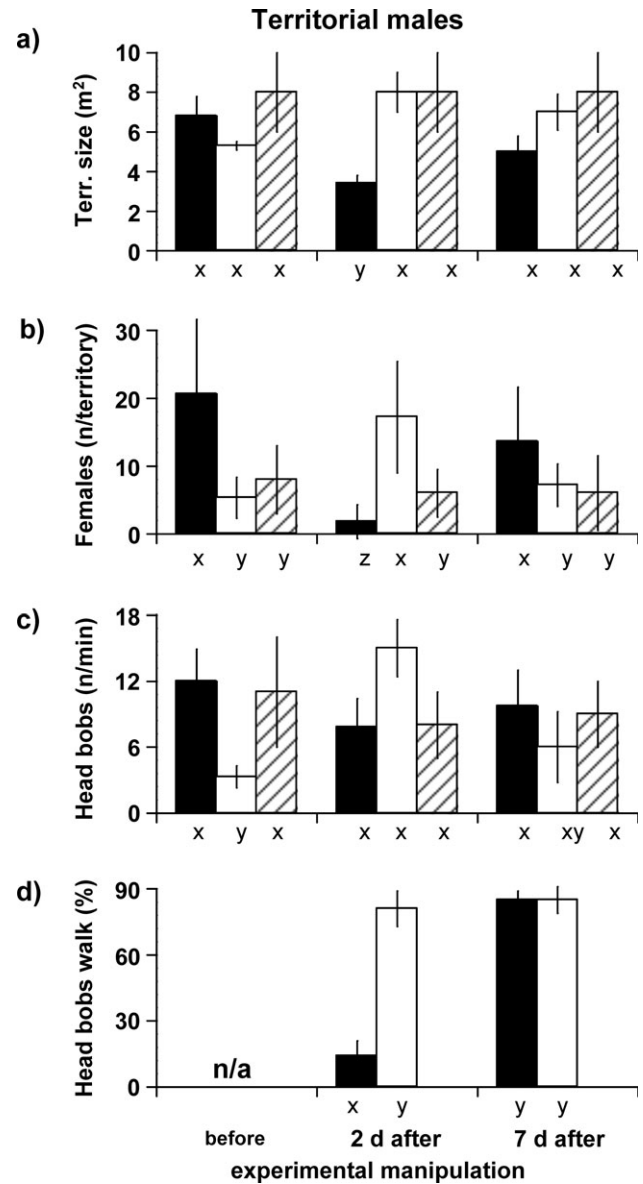 Territorial males
a)
Terr. size (m²)
10
8
6
4
2
0
x x x y x x x x x
b)
Females (n/territory)
30
20
10
0
x y y z x y x y y
c)
Head bobs (n/min)
18
12
6
0
x y x x x x x xy x
d)
Head bobs walk (%)
90
60
30
0
n/a
x y y y
before 2 d after 7 d after
experimental manipulation